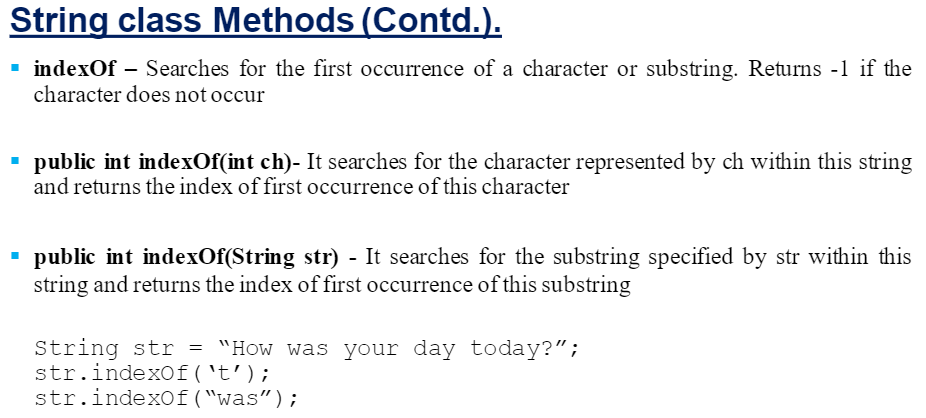 String class Methods (Contd.).
▪ indexOf – Searches for the first occurrence of a character or substring. Returns -1 if the
character does not occur
▪ public int indexOf(int ch)- It searches for the character represented by ch within this string
and returns the index of first occurrence of this character
▪ public int indexOf(String str) - It searches for the substring specified by str within this
string and returns the index of first occurrence of this substring
String str = “How was your day today?”;
str.indexOf(‘t’);
str.indexOf(“was”);